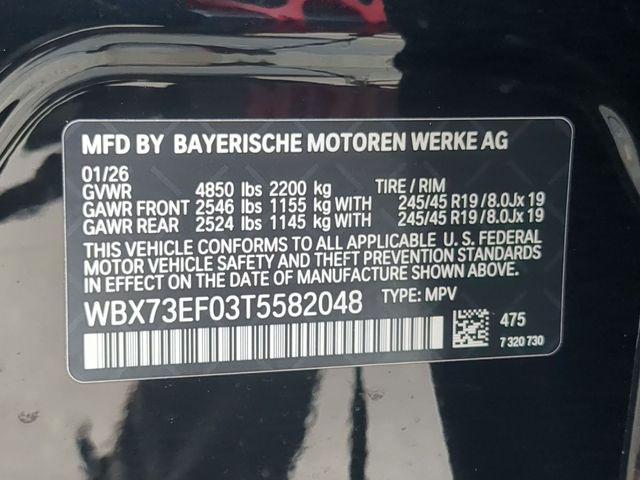 MFD BY BAYERISCHE MOTOREN WERKE AG
01/26
GVWR 4850 lbs 2200 kg TIRE / RIM
GAWR FRONT 2546 lbs 1155 kg WITH 245/45 R19 / 8.0Jx 19
GAWR REAR 2524 lbs 1145 kg WITH 245/45 R19 / 8.0Jx 19
THIS VEHICLE CONFORMS TO ALL APPLICABLE U. S. FEDERAL
MOTOR VEHICLE SAFETY AND THEFT PREVENTION STANDARDS
IN EFFECT ON THE DATE OF MANUFACTURE SHOWN ABOVE.
WBX73EF03T5582048 TYPE: MPV
475
7 320 730